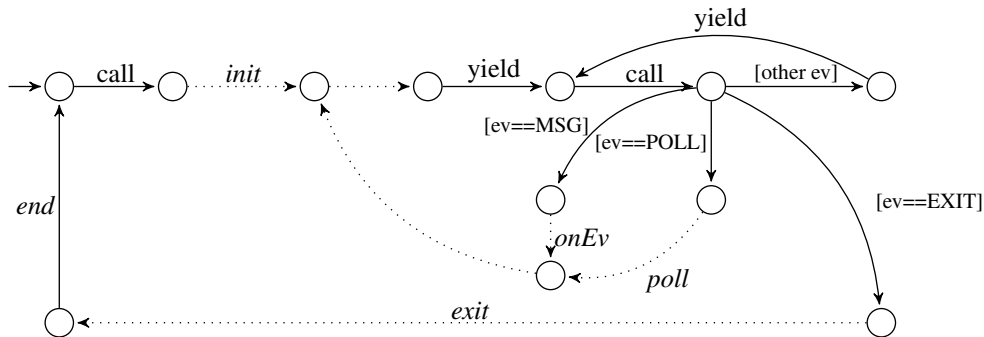 yield
call
init
yield
call
[other ev]
[ev==MSG]
[ev==POLL]
[ev==EXIT]
end
onEv
poll
exit